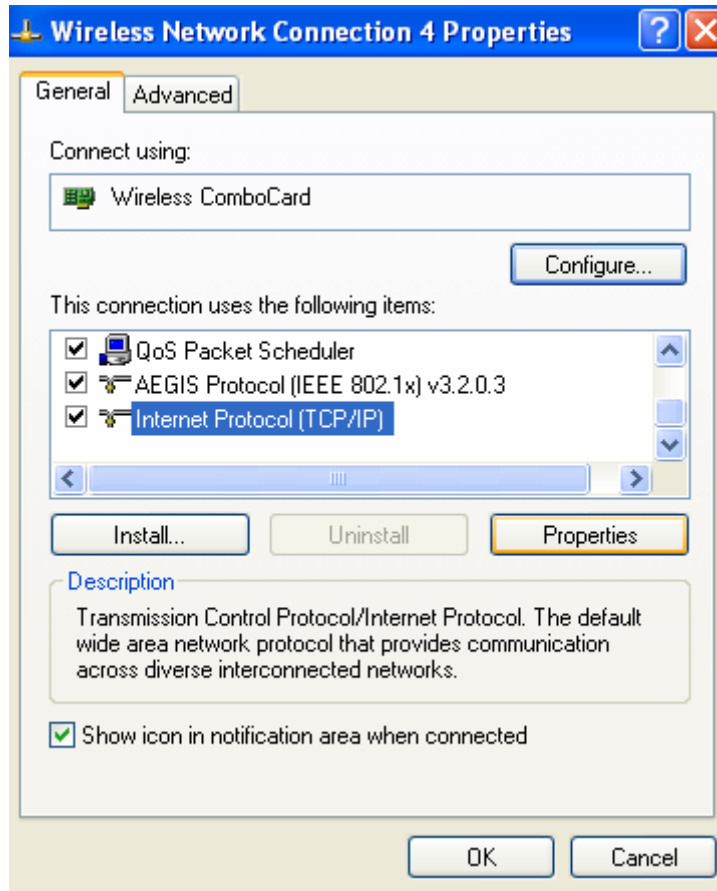 Wireless Network Connection 4 Properties
General
Advanced
Connect using:
Wireless ComboCard
Configure...
This connection uses the following items:
QoS Packet Scheduler
AEGIS Protocol (IEEE 802.1x) v3.2.0.3
Internet Protocol (TCP/IP)
Install...
Uninstall
Properties
Description
Transmission Control Protocol/Internet Protocol. The default
wide area network protocol that provides communication
across diverse interconnected networks.
Show icon in notification area when connected
OK
Cancel